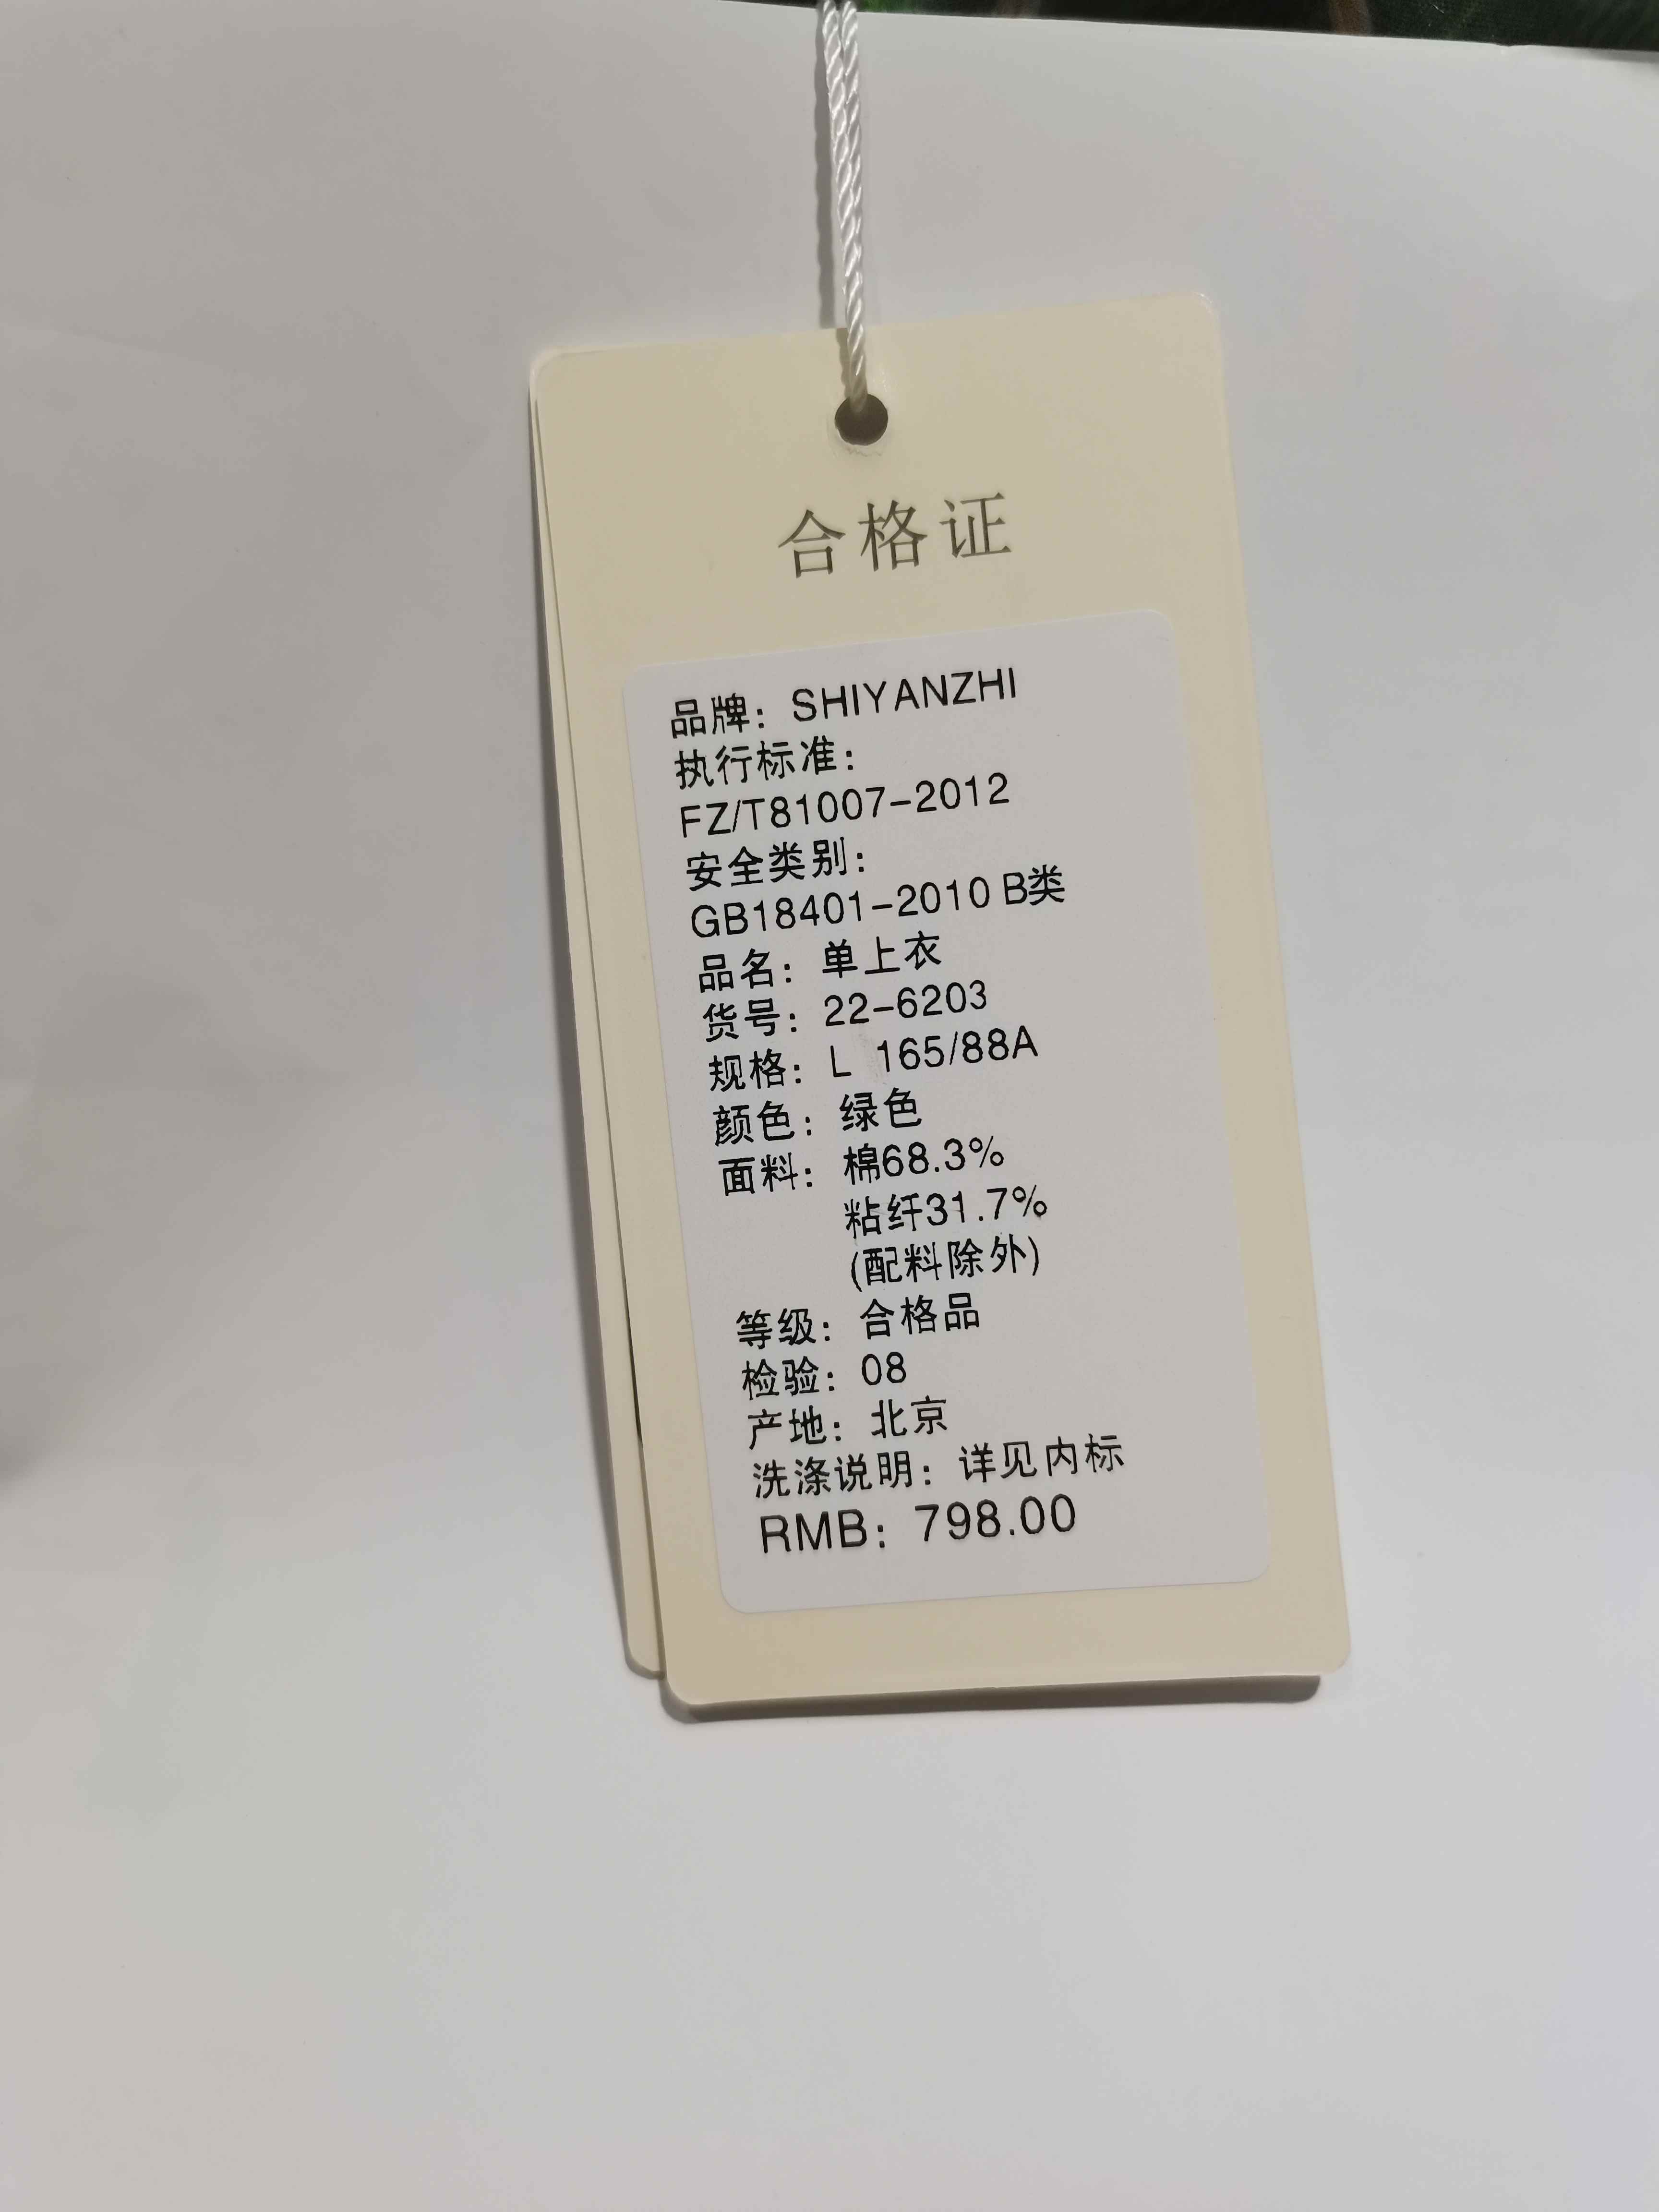 合格证
品牌：SHIYANZHI
执行标准：
FZ/T81007-2012
安全类别：
GB18401-2010 B类
品名：单上衣
货号：22-6203
规格：L 165/88A
颜色：绿色
面料：棉68.3%
粘纤31.7%
(配料除外)
等级：合格品
检验：08
产地：北京
洗涤说明：详见内标
RMB：798.00